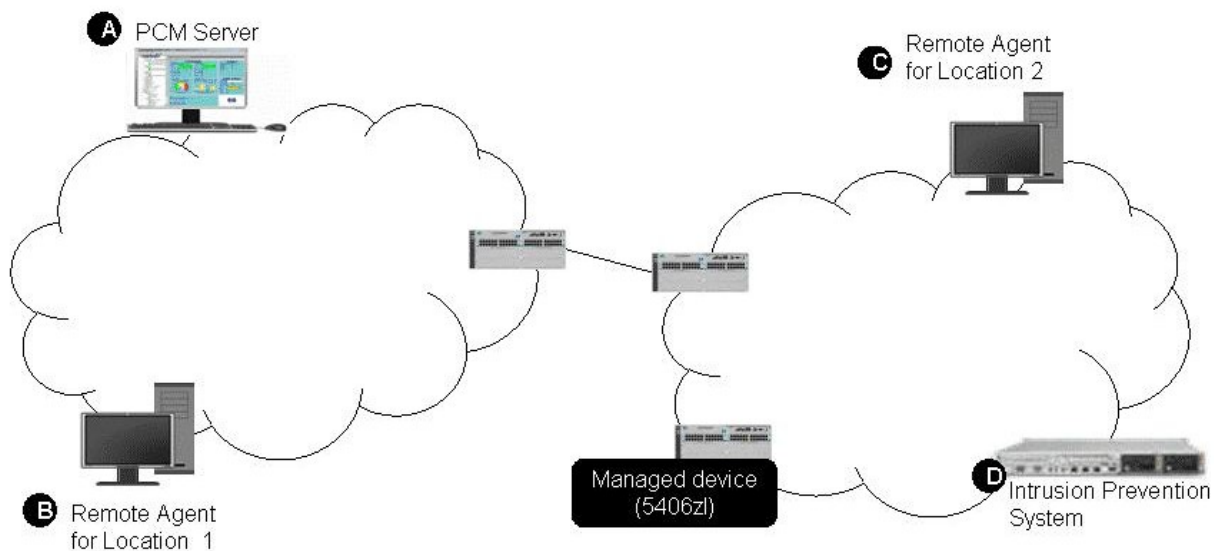 A
PCM Server
C
Remote Agent
for Location 2
Managed device
(5406zl)
D
Intrusion Prevention
System
B
Remote Agent
for Location 1